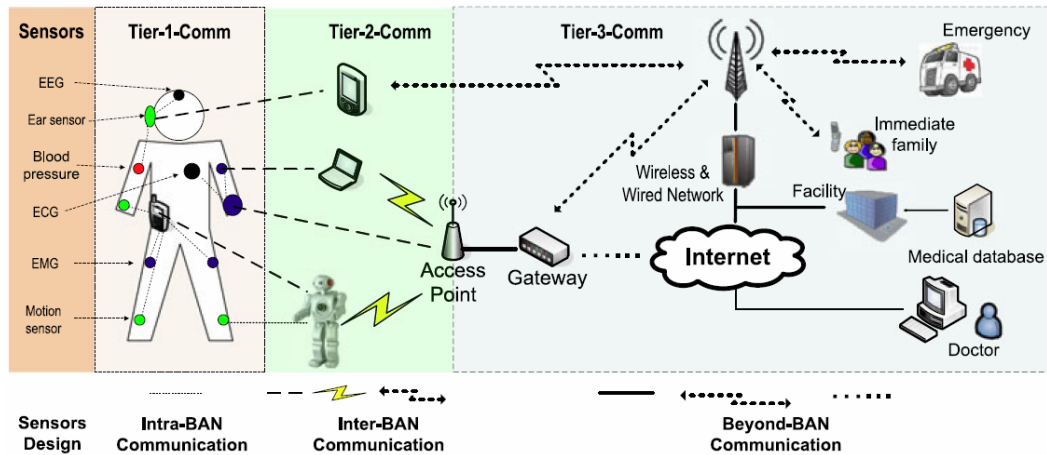 Sensors
Tier-1-Comm
Tier-2-Comm
Tier-3-Comm
EEG
Ear sensor
Blood
pressure
ECG
EMG
Motion
sensor
Access
Point
Gateway
Wireless &
Wired Network
Internet
Emergency
Immediate
family
Facility
Medical database
Doctor
Sensors
Design
Intra-BAN
Communication
Inter-BAN
Communication
Beyond-BAN
Communication